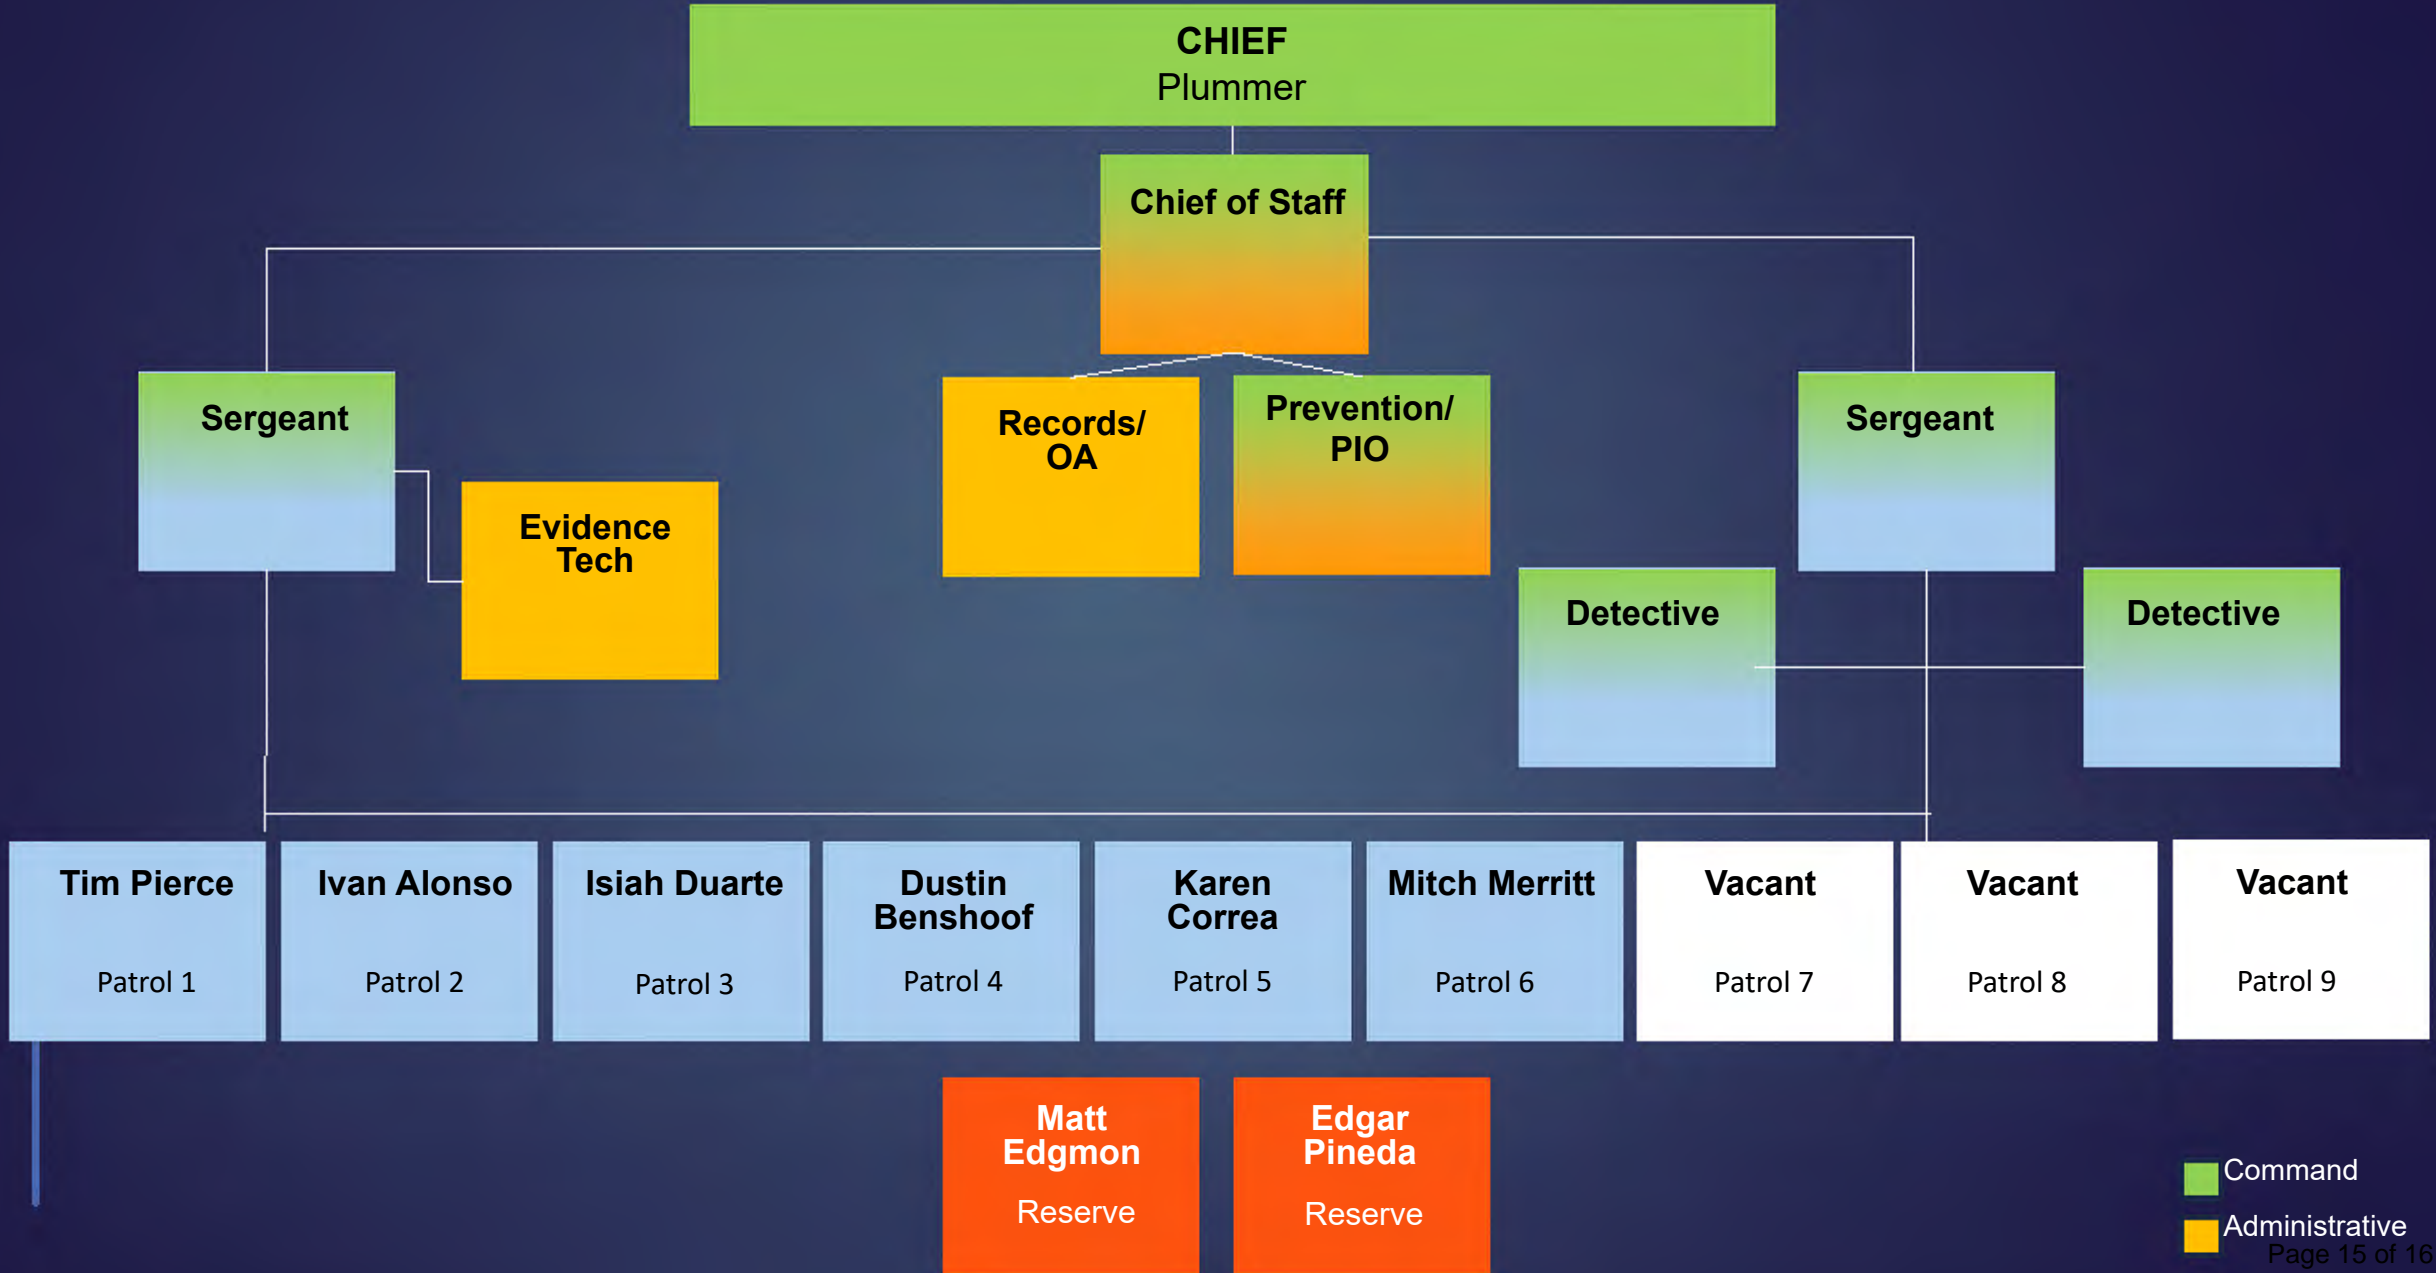 CHIEF
Plummer
Chief of Staff
Sergeant
Records/
OA
Prevention/
PIO
Sergeant
Evidence
Tech
Detective
Detective
Tim Pierce
Patrol 1
Ivan Alonso
Patrol 2
Isiah Duarte
Patrol 3
Dustin
Benshoof
Patrol 4
Karen
Correa
Patrol 5
Mitch Merritt
Patrol 6
Vacant
Patrol 7
Vacant
Patrol 8
Vacant
Patrol 9
Matt
Edgmon
Reserve
Edgar
Pineda
Reserve
Command
Administrative
Page 15 of 16